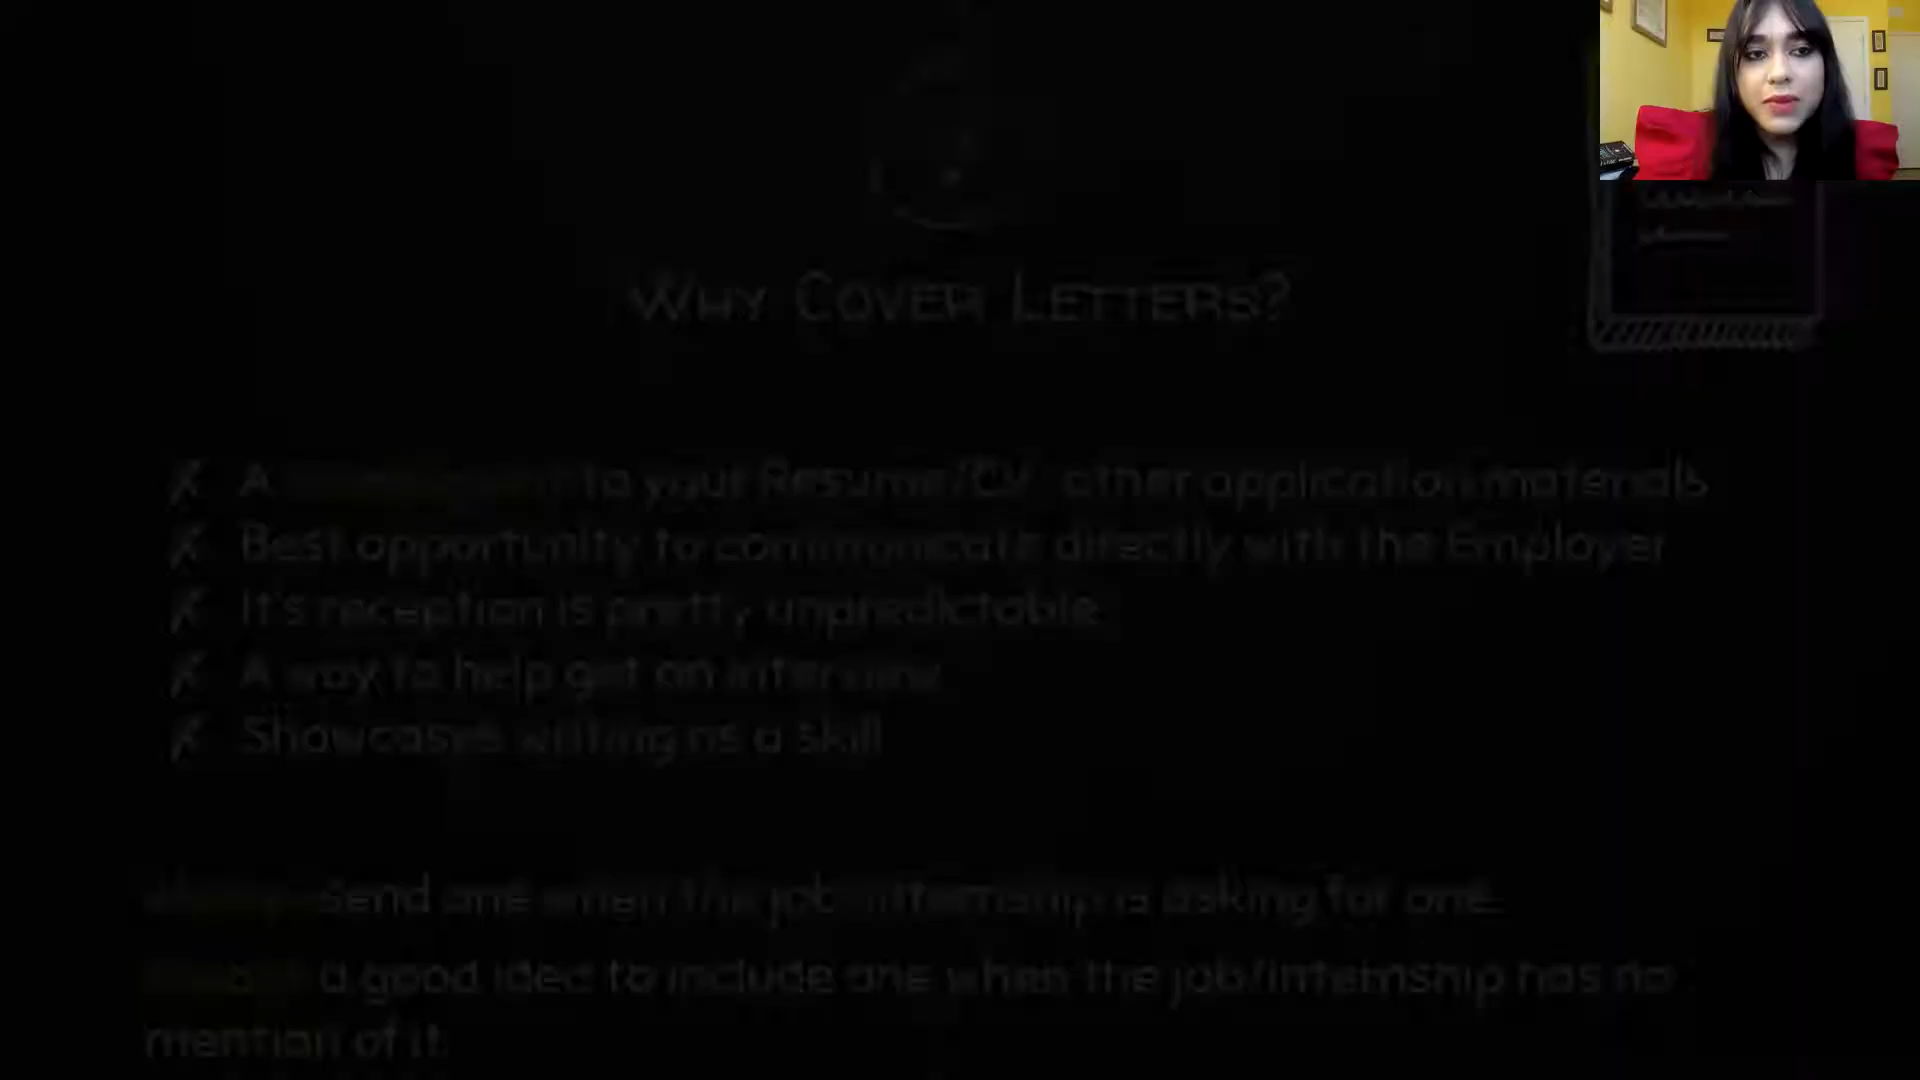 Why Cover Letters?
A to your Resume/CV other application materials
Best opportunity to communicate directly with the Employer
It's reception is pretty unpredictable
A way to help get an interview
Showcases writing as a skill
Send one when the job/internship is asking for one.
a good idea to include one when the job/internship has no
mention of it.